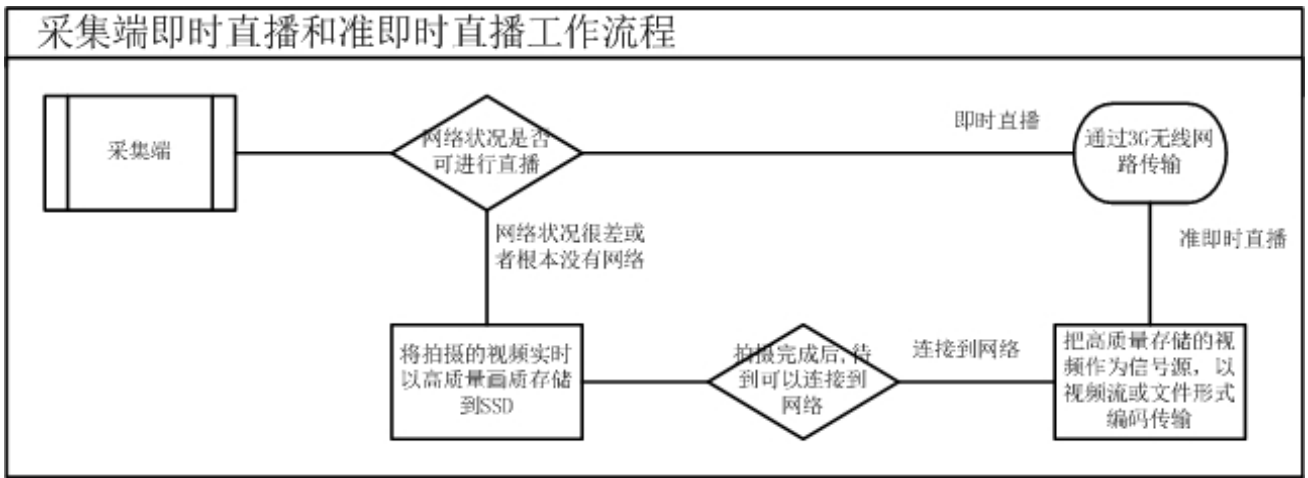 采集端即时直播和准即时直播工作流程
采集端
网络状况是否
可进行直播
即时直播
通过3G无线网
路传输
网络状况很差或
者根本没有网络
准即时直播
将拍摄的视频实时
以高质量画质存储
到SSD
拍摄完成后,待
到可以连接到
网络
连接到网络
把高质量存储的视
频作为信号源，以
视频流或文件形式
编码传输